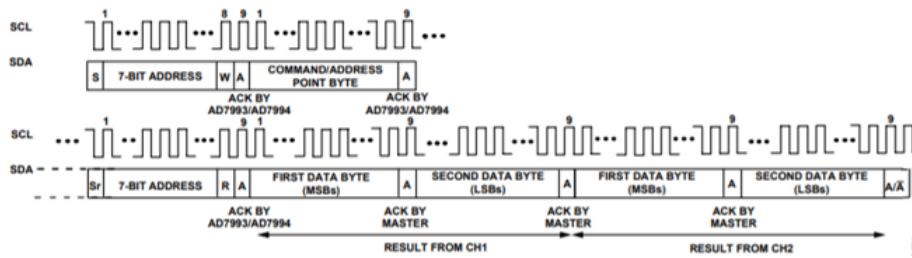 1 8 9 1 9
SCL
SDA
S 7-BIT ADDRESS W A COMMAND/ADDRESS POINT BYTE A
ACK BY AD7993/AD7994 ACK BY AD7993/AD7994
1 9 1 9 9 9 9
SCL
SDA
Sr 7-BIT ADDRESS R A FIRST DATA BYTE (MSBs) A SECOND DATA BYTE (LSBs) A FIRST DATA BYTE (MSBs) A SECOND DATA BYTE (LSBs) A/A̅
ACK BY AD7993/AD7994 ACK BY MASTER ACK BY MASTER ACK BY MASTER
RESULT FROM CH1 RESULT FROM CH2